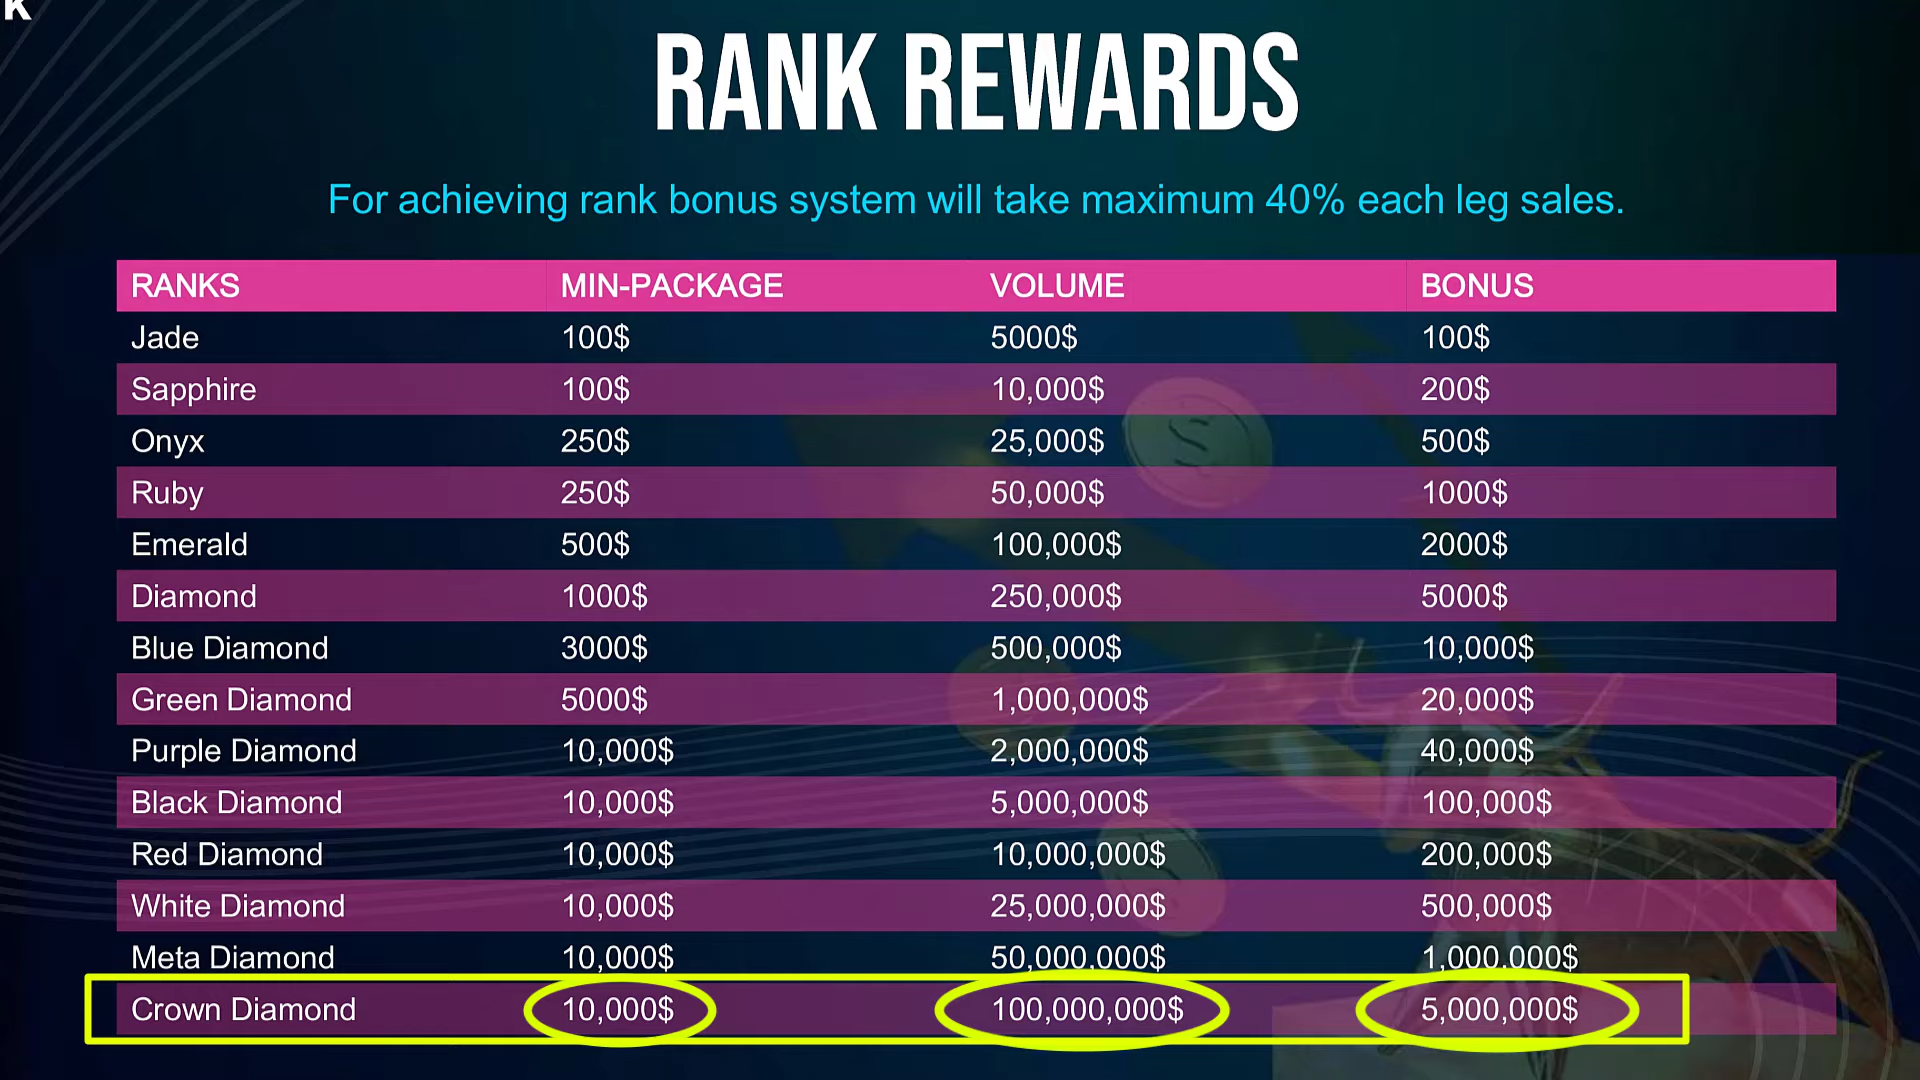 K
RANK REWARDS
For achieving rank bonus system will take maximum 40% each leg sales.
RANKS MIN-PACKAGE VOLUME BONUS
Jade 100$ 5000$ 100$
Sapphire 100$ 10,000$ 200$
Onyx 250$ 25,000$ 500$
Ruby 250$ 50,000$ 1000$
Emerald 500$ 100,000$ 2000$
Diamond 1000$ 250,000$ 5000$
Blue Diamond 3000$ 500,000$ 10,000$
Green Diamond 5000$ 1,000,000$ 20,000$
Purple Diamond 10,000$ 2,000,000$ 40,000$
Black Diamond 10,000$ 5,000,000$ 100,000$
Red Diamond 10,000$ 10,000,000$ 200,000$
White Diamond 10,000$ 25,000,000$ 500,000$
Meta Diamond 10,000$ 50,000,000$ 1,000,000$
Crown Diamond 10,000$ 100,000,000$ 5,000,000$